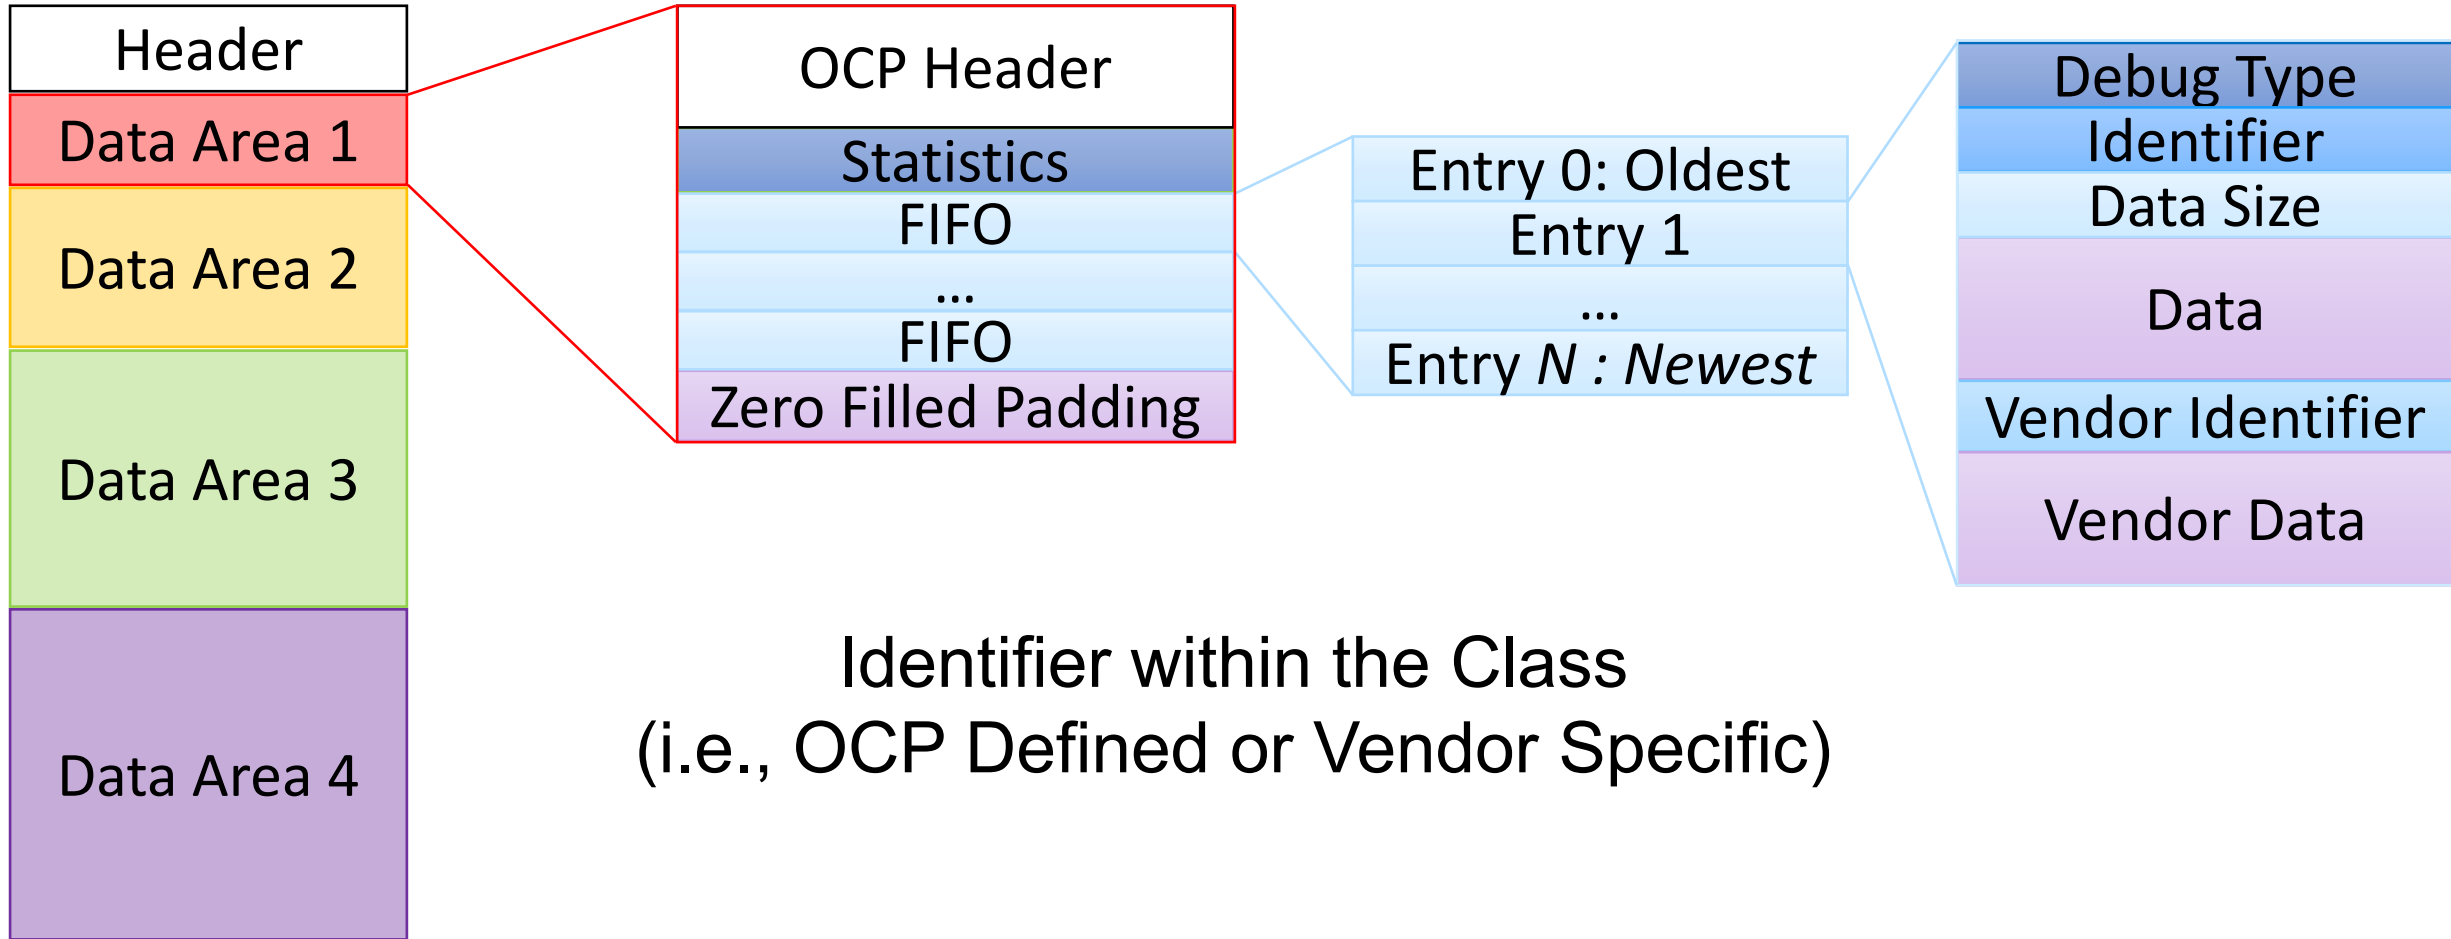 Header
Data Area 1
Data Area 2
Data Area 3
Data Area 4
OCP Header
Statistics
FIFO
...
FIFO
Zero Filled Padding
Entry 0: Oldest
Entry 1
...
Entry N : Newest
Debug Type
Identifier
Data Size
Data
Vendor Identifier
Vendor Data
Identifier within the Class
(i.e., OCP Defined or Vendor Specific)